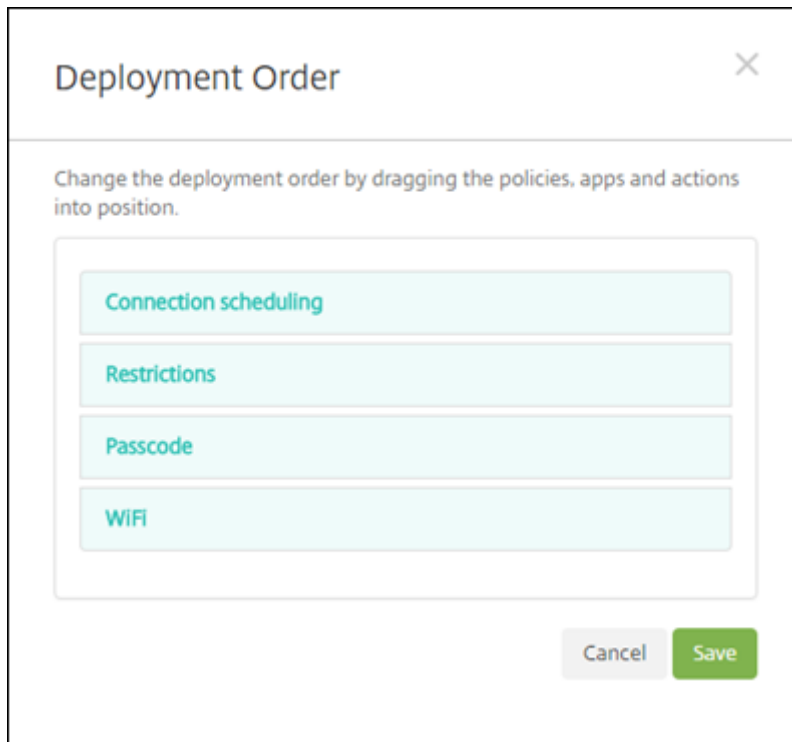 Deployment Order
Change the deployment order by dragging the policies, apps and actions
into position.
Connection scheduling
Restrictions
Passcode
WiFi
Cancel
Save